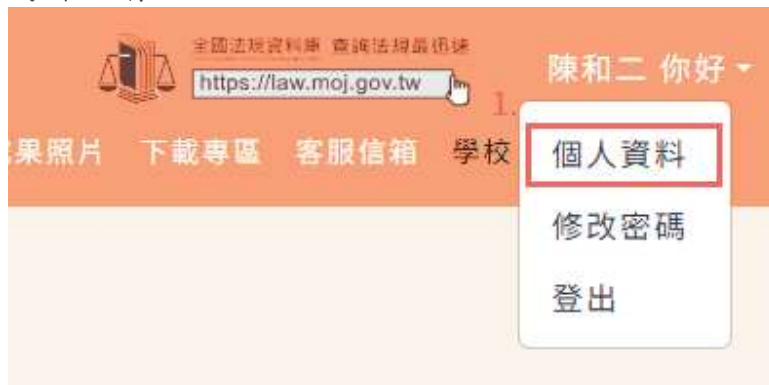 全國法規資料庫 查詢法規最迅速
https://law.moj.gov.tw
陳和二 你好
1.
果照片 下載專區 客服信箱 學校
個人資料
修改密碼
登出